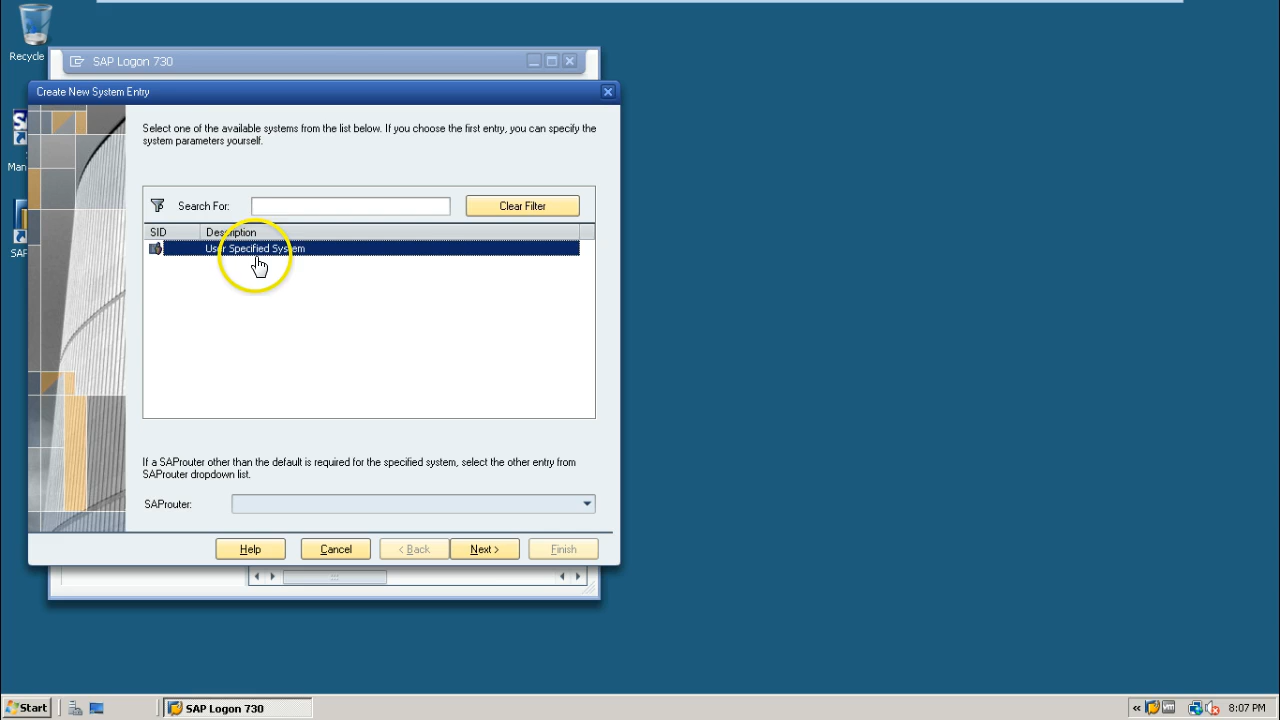 Recycle
SAP Logon 730
Create New System Entry
Select one of the available systems from the list below. If you choose the first entry, you can specify the
system parameters yourself.
Search For:
Clear Filter
SID Description
User Specified System
Man
SAP
If a SAProuter other than the default is required for the specified system, select the other entry from
SAProuter dropdown list.
SAProuter:
Help Cancel < Back Next > Finish
Start SAP Logon 730 « 8:07 PM